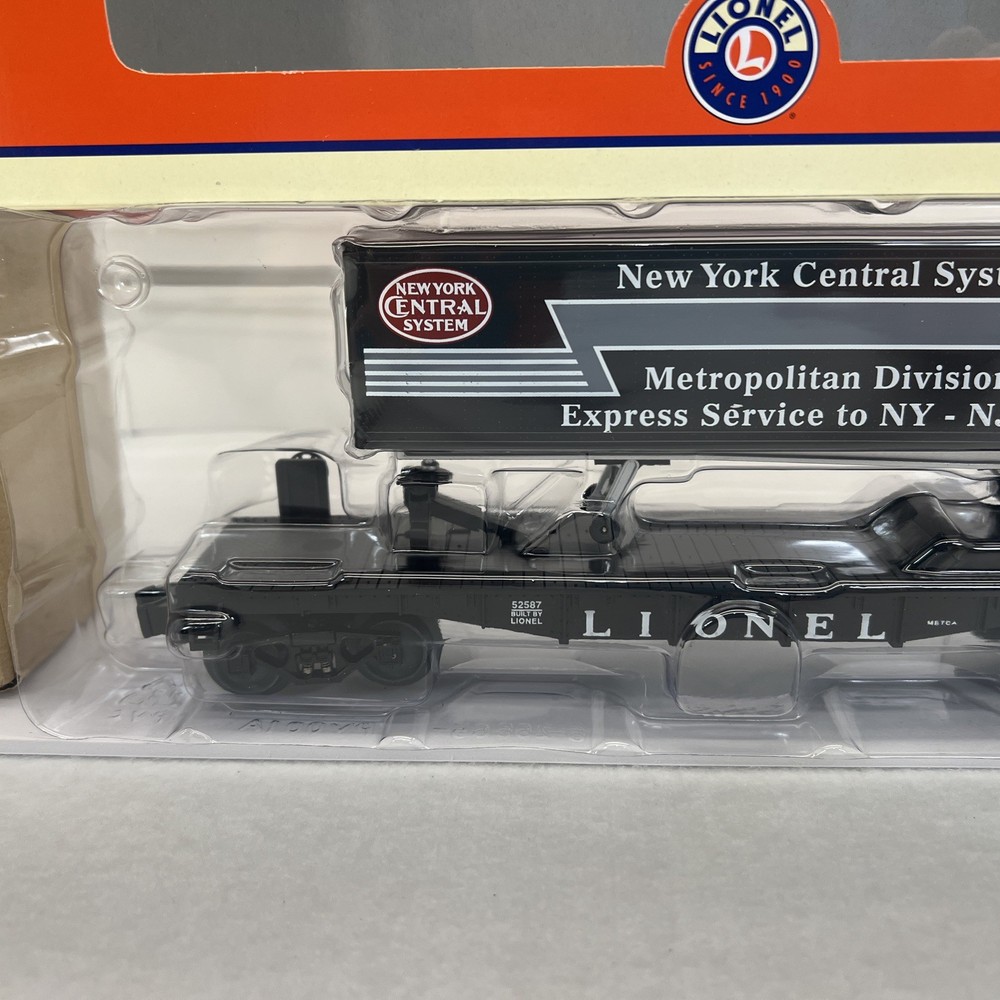 LIONEL
L
SINCE 1900
NEW YORK
CENTRAL
SYSTEM
New York Central Syst
Metropolitan Division
Express Service to NY - N.
52587
BUILT BY
LIONEL
LIONEL
METCA